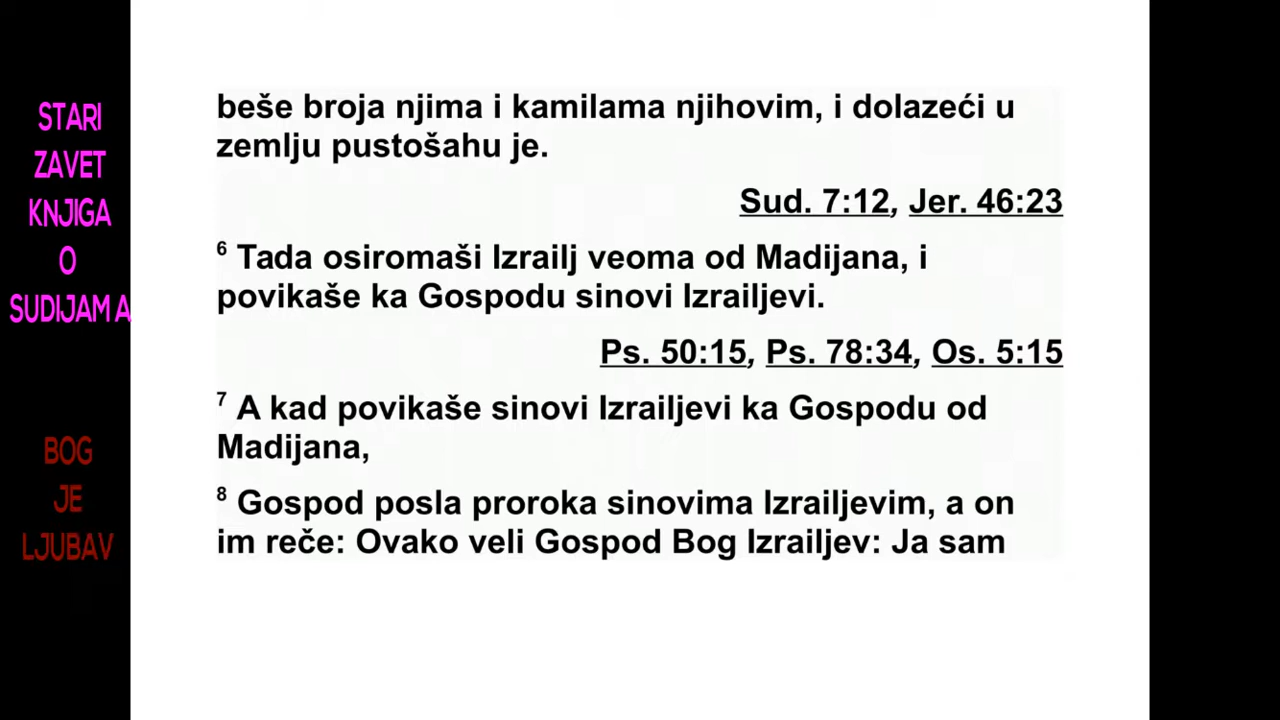 STARI
ZAVET
KNJIGA
O
SUDIJAMA
BOG
JE
LJUBAV
beše broja njima i kamilama njihovim, i dolazeći u
zemlju pustošahu je.
Sud. 7:12, Jer. 46:23
6 Tada osiromaši Izrailj veoma od Madijana, i
povikaše ka Gospodu sinovi Izrailjevi.
Ps. 50:15, Ps. 78:34, Os. 5:15
7 A kad povikaše sinovi Izrailjevi ka Gospodu od
Madijana,
8 Gospod posla proroka sinovima Izrailjevim, a on
im reče: Ovako veli Gospod Bog Izrailjev: Ja sam